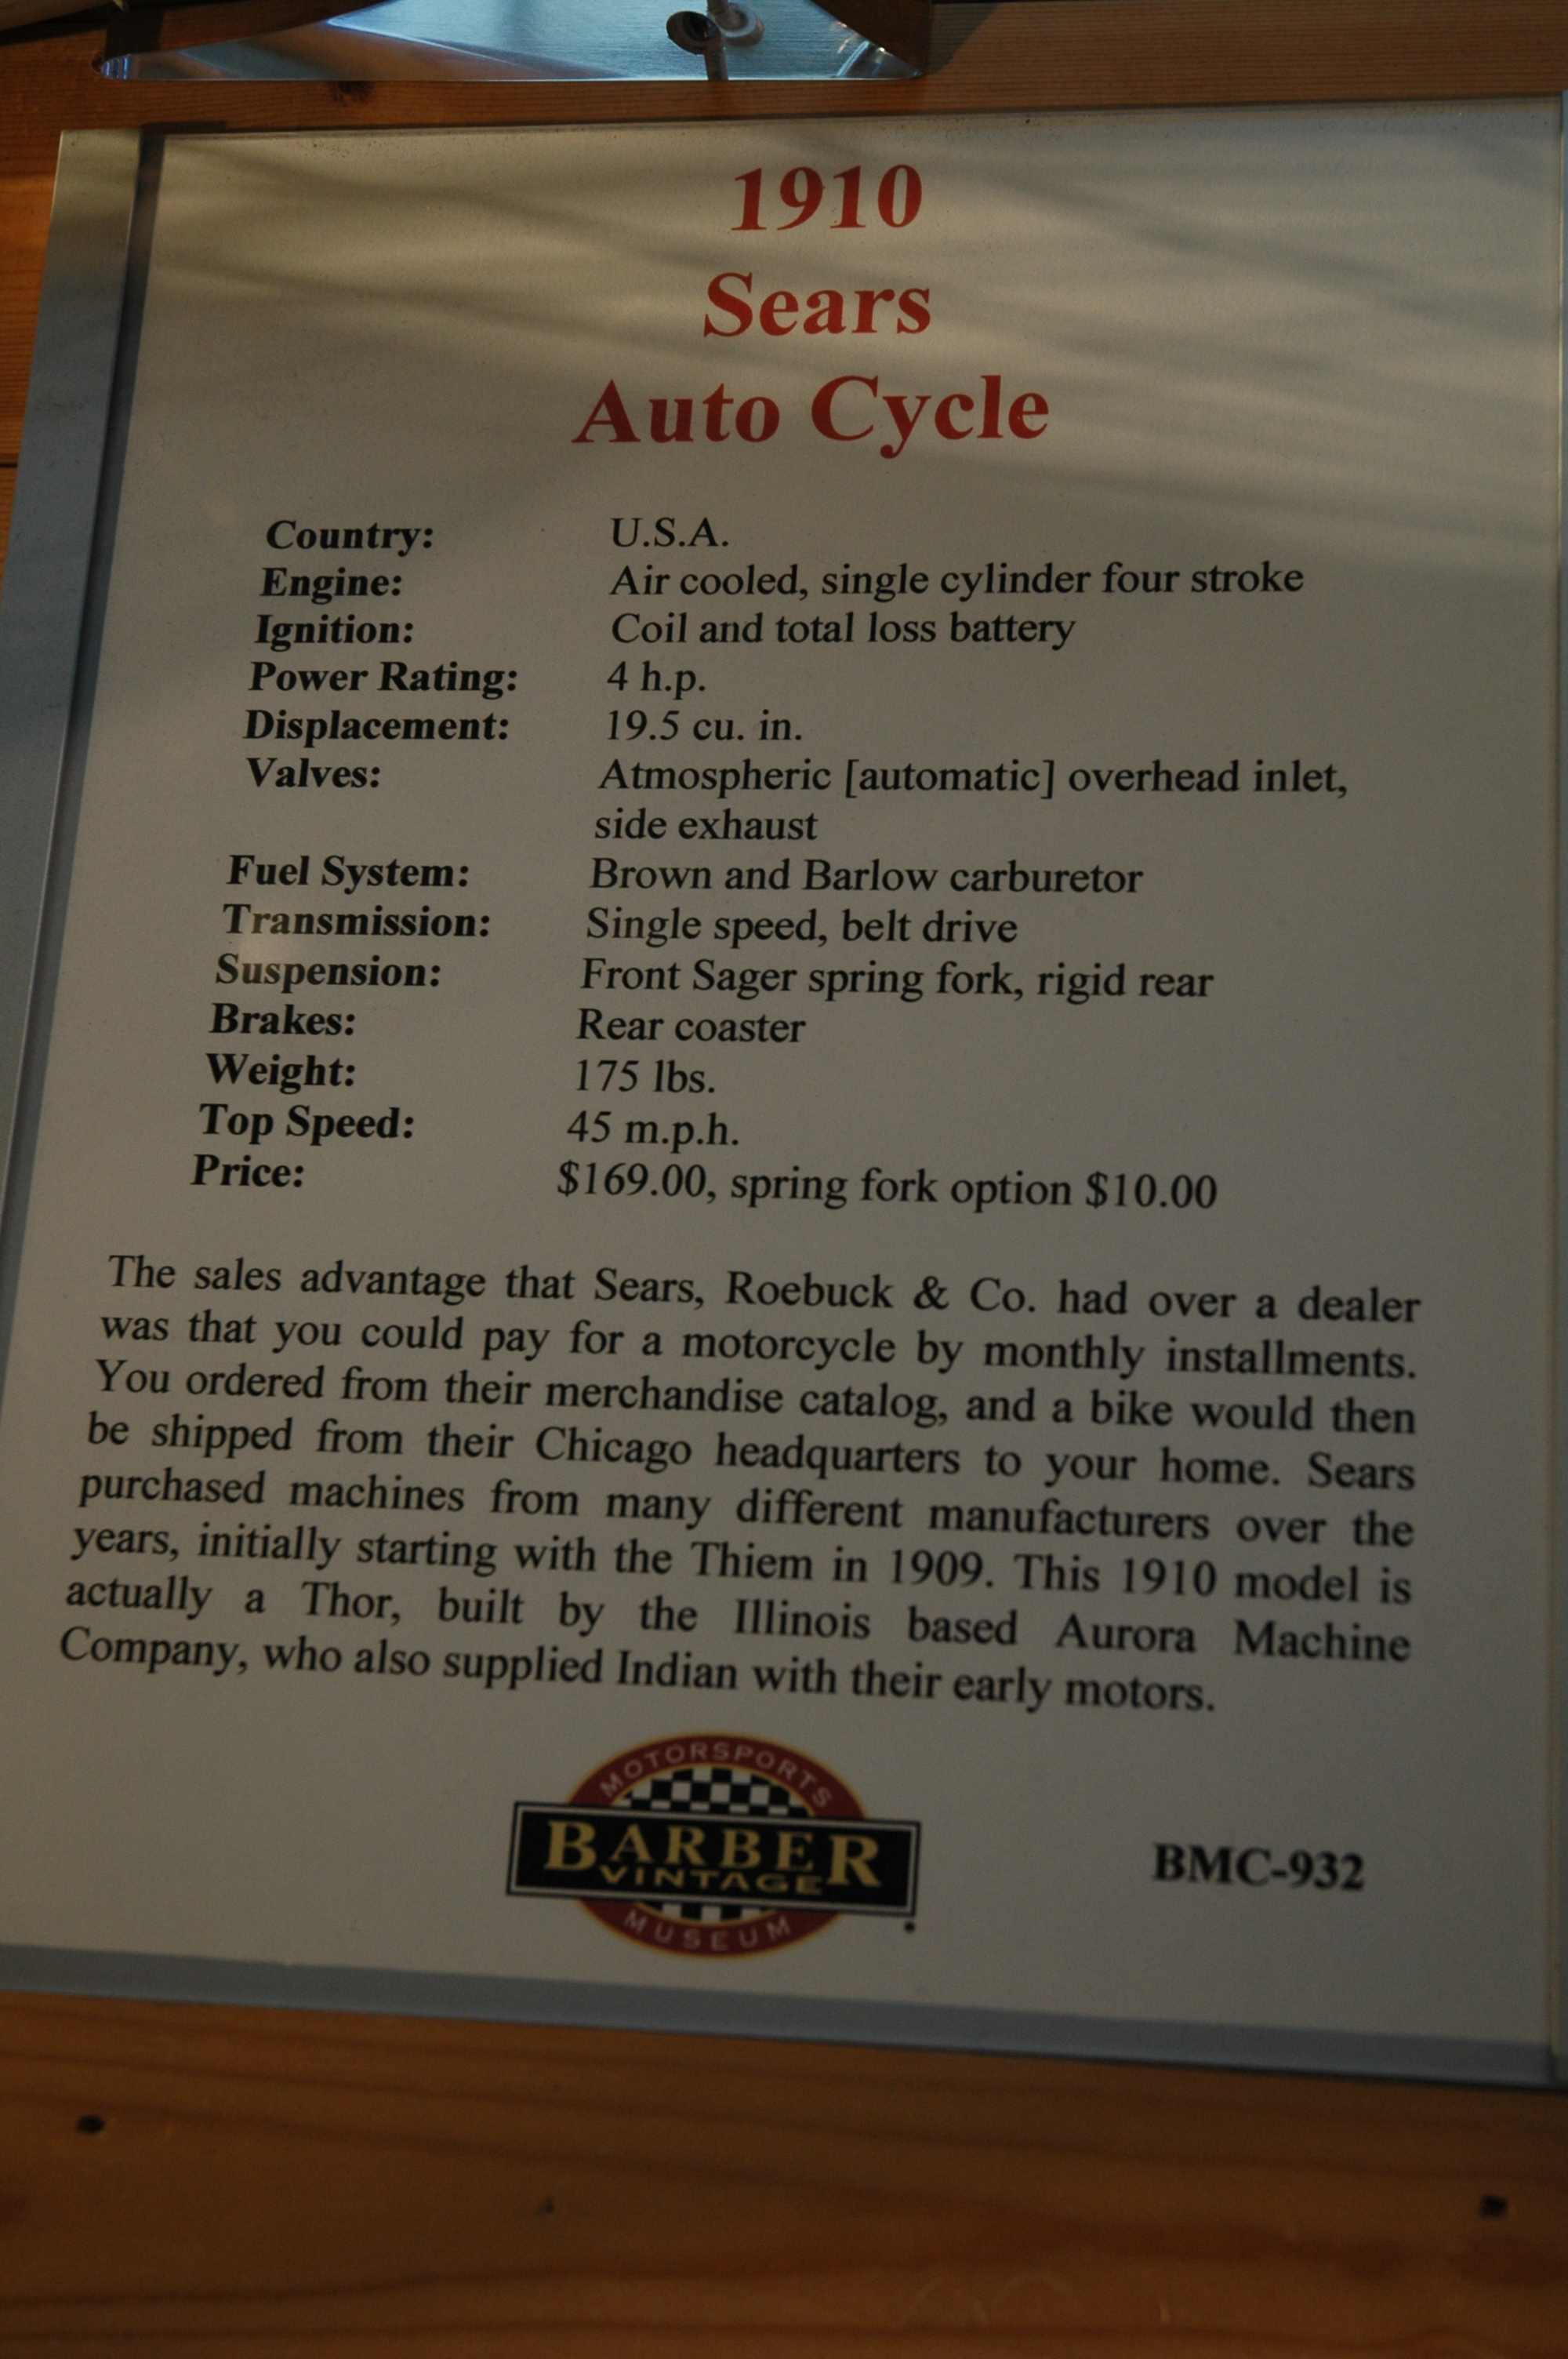 1910
Sears
Auto Cycle
Country: U.S.A.
Engine: Air cooled, single cylinder four stroke
Ignition: Coil and total loss battery
Power Rating: 4 h.p.
Displacement: 19.5 cu. in.
Valves: Atmospheric [automatic] overhead inlet,
side exhaust
Fuel System: Brown and Barlow carburetor
Transmission: Single speed, belt drive
Suspension: Front Sager spring fork, rigid rear
Brakes: Rear coaster
Weight: 175 lbs.
Top Speed: 45 m.p.h.
Price: $169.00, spring fork option $10.00
The sales advantage that Sears, Roebuck & Co. had over a dealer
was that you could pay for a motorcycle by monthly installments.
You ordered from their merchandise catalog, and a bike would then
be shipped from their Chicago headquarters to your home. Sears
purchased machines from many different manufacturers over the
years, initially starting with the Thiem in 1909. This 1910 model is
actually a Thor, built by the Illinois based Aurora Machine
Company, who also supplied Indian with their early motors.
MOTORSPORTS
BARBER
VINTAGE
MUSEUM
BMC-932